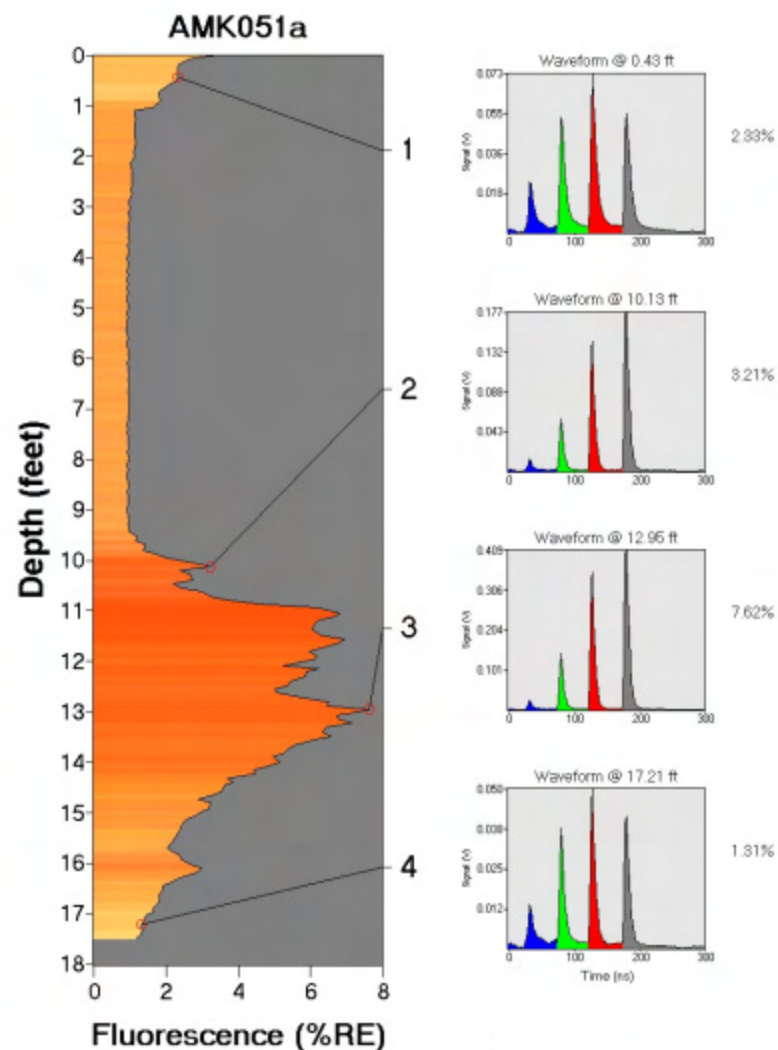 AMK051a
0
1
2
3
4
5
6
7
8
9
10
11
12
13
14
15
16
17
18
Depth (feet)
0 2 4 6 8
Fluorescence (%RE)
1
2
3
4
Waveform @ 0.43 ft
0.073
0.055
0.036
0.018
Signal (V)
0 100 200 300
2.33%
Waveform @ 10.13 ft
0.177
0.132
0.088
0.043
Signal (V)
0 100 200 300
3.21%
Waveform @ 12.95 ft
0.409
0.306
0.204
0.101
Signal (V)
0 100 200 300
7.62%
Waveform @ 17.21 ft
0.050
0.038
0.025
0.012
Signal (V)
0 100 200 300
Time (ns)
1.31%